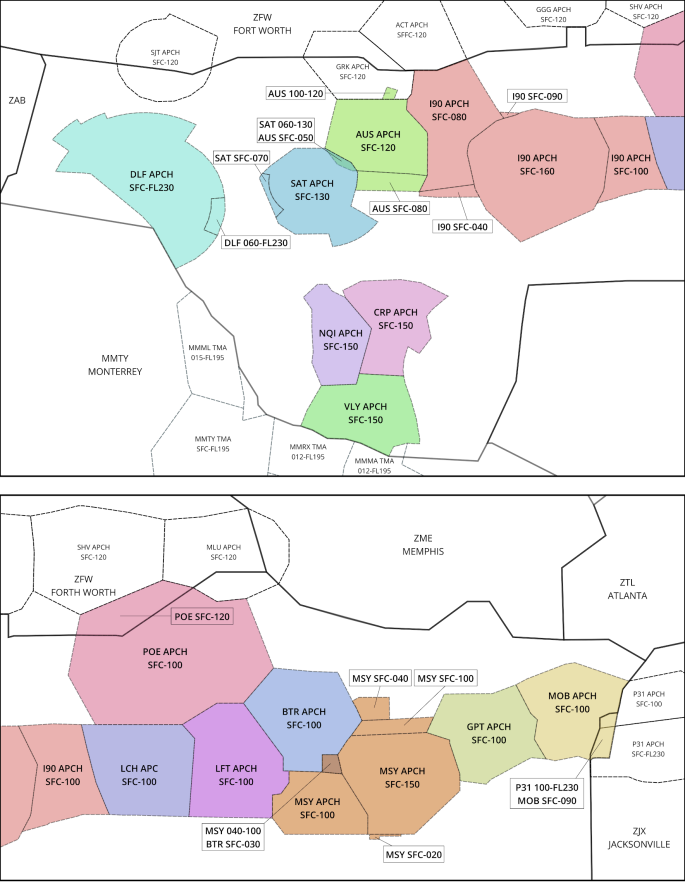 ZFW
FORT WORTH
ACT APCH
SFFC-120
GGG APCH
SFC-120
SHV APCH
SFC-120
SJT APCH
SFC-120
GRK APCH
SFC-120
ZAB
AUS 100-120
I90 APCH
SFC-080
I90 SFC-090
SAT 060-130
AUS SFC-050
AUS APCH
SFC-120
SAT SFC-070
I90 APCH
SFC-160
I90 APCH
SFC-100
DLF APCH
SFC-FL230
SAT APCH
SFC-130
AUS SFC-080
I90 SFC-040
DLF 060-FL230
CRP APCH
SFC-150
NQI APCH
SFC-150
MMML TMA
015-FL195
MMTY
MONTERREY
VLY APCH
SFC-150
MMTY TMA
SFC-FL195
MMRX TMA
012-FL195
MMMA TMA
012-FL195
SHV APCH
SFC-120
MLU APCH
SFC-120
ZME
MEMPHIS
ZFW
FORTH WORTH
ZTL
ATLANTA
POE SFC-120
POE APCH
SFC-100
MSY SFC-040
MSY SFC-100
MOB APCH
SFC-100
P31 APCH
SFC-100
BTR APCH
SFC-100
GPT APCH
SFC-100
P31 APCH
SFC-FL230
I90 APCH
SFC-100
LCH APC
SFC-100
LFT APCH
SFC-100
MSY APCH
SFC-150
P31 100-FL230
MOB SFC-090
MSY APCH
SFC-100
MSY 040-100
BTR SFC-030
MSY SFC-020
ZJX
JACKSONVILLE